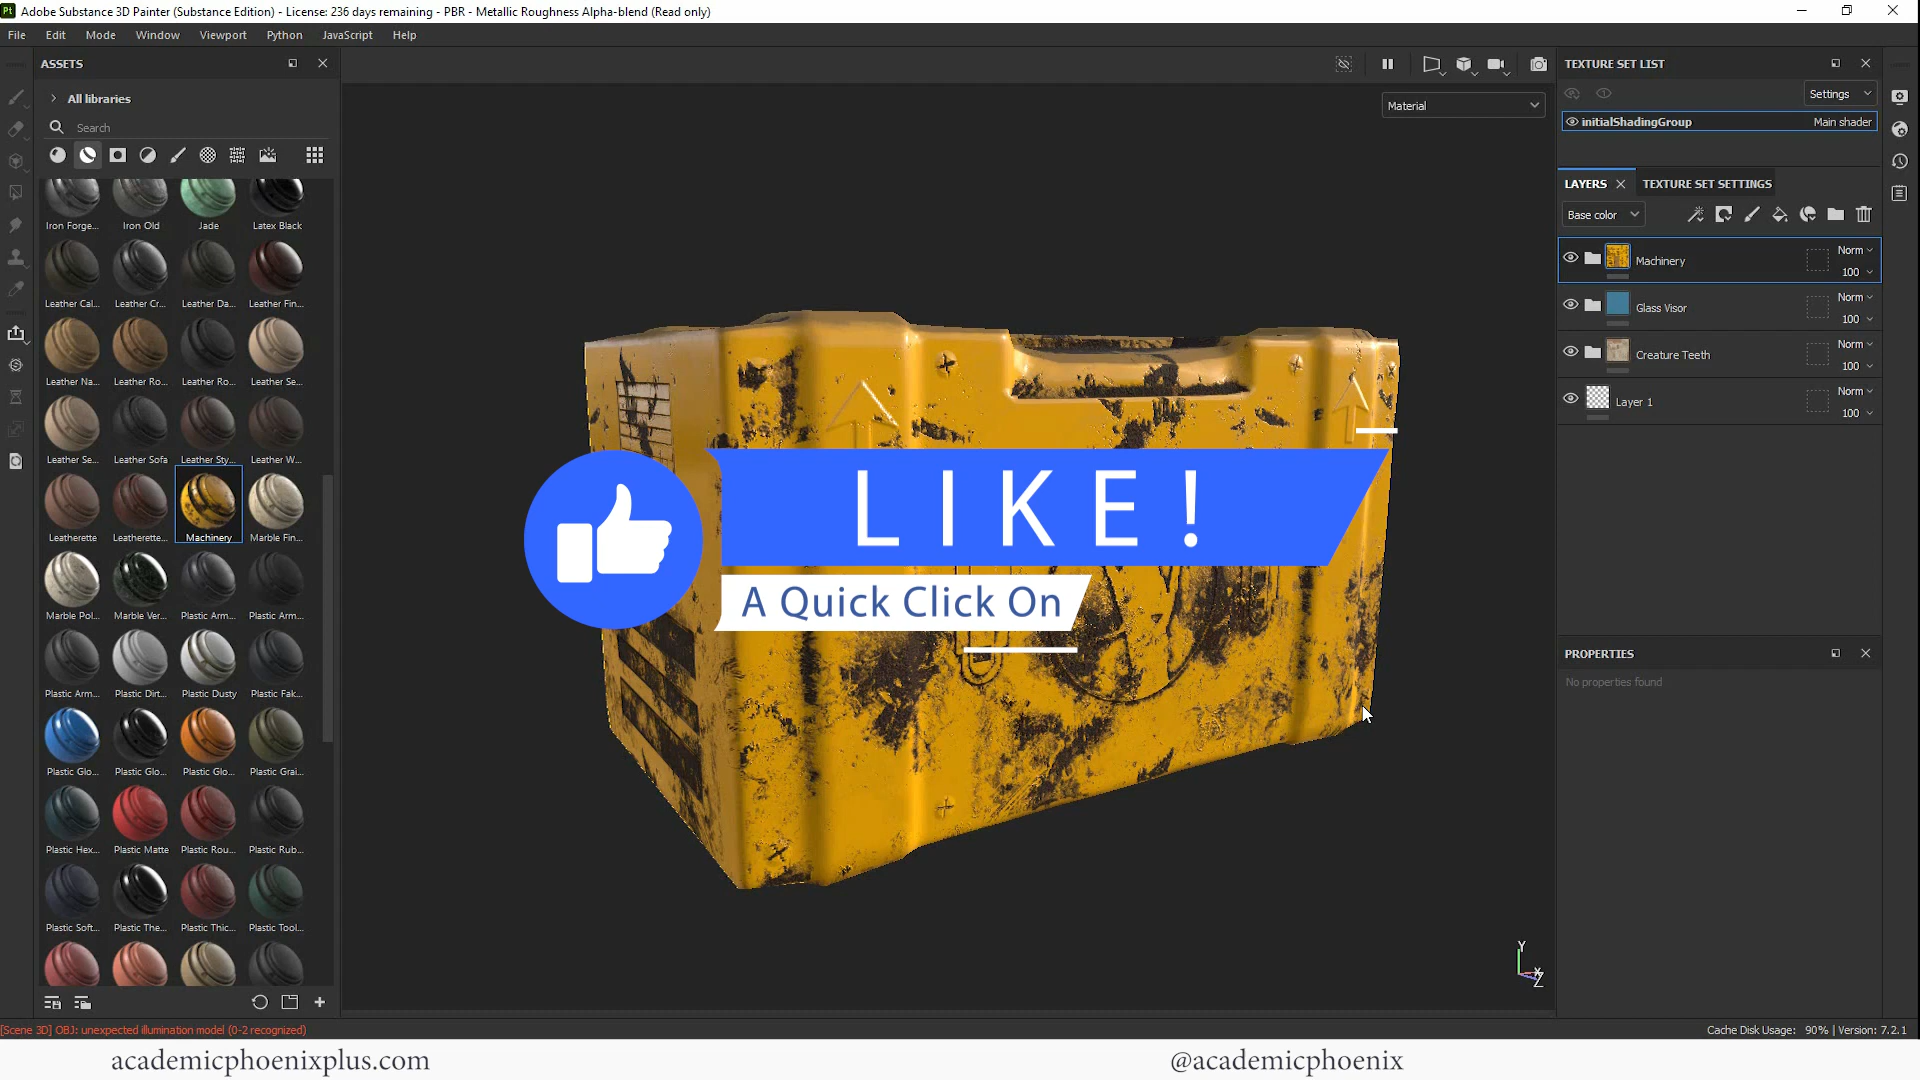 Pt Adobe Substance 3D Painter (Substance Edition) - License: 236 days remaining - PBR - Metallic Roughness Alpha-blend (Read only)
File Edit Mode Window Viewport Python JavaScript Help
ASSETS
All libraries
Search
Iron Forge... Iron Old Jade Latex Black
Leather Cal... Leather Cr... Leather Da... Leather Fin...
Leather Na... Leather Ro... Leather Ro... Leather Se...
Leather Se... Leather Sofa Leather Sty... Leather W...
Leatherette Leatherette... Machinery Marble Fin...
Marble Pol... Marble Ver... Plastic Arm... Plastic Arm...
Plastic Arm... Plastic Dirt... Plastic Dusty Plastic Fak...
Plastic Glo... Plastic Glo... Plastic Glo... Plastic Grai...
Plastic Hex... Plastic Matte Plastic Rou... Plastic Rub...
Plastic Soft... Plastic The... Plastic Thic... Plastic Tool...
Material
LIKE!
A Quick Click On
Y
X
Z
TEXTURE SET LIST
Settings
initialShadingGroup Main shader
LAYERS TEXTURE SET SETTINGS
Base color
Machinery Norm 100
Glass Visor Norm 100
Creature Teeth Norm 100
Layer 1 Norm 100
PROPERTIES
No properties found
[Scene 3D] OBJ: unexpected illumination model (0-2 recognized)
Cache Disk Usage: 90% | Version: 7.2.1
academicphoenixplus.com
@academicphoenix